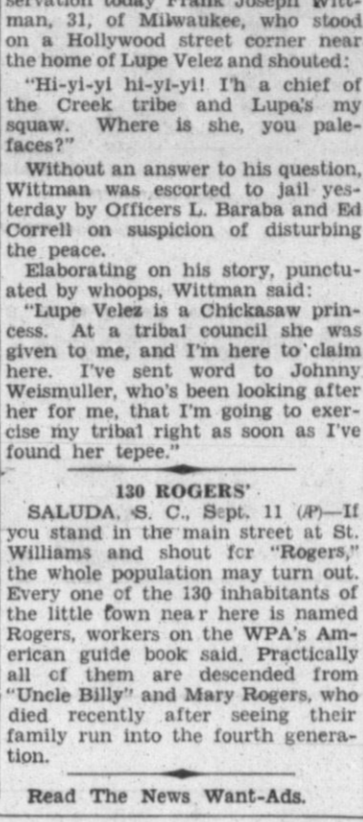 servation today Frank Joseph Witt-
man, 31, of Milwaukee, who stood
on a Hollywood street corner near
the home of Lupe Velez and shouted:
"Hi-yi-yi hi-yi-yi! I'h a chief of
the Creek tribe and Lupe's my
squaw. Where is she, you pale-
faces?"
Without an answer to his question,
Wittman was escorted to jail yes-
terday by Officers L. Baraba and Ed
Correll on suspicion of disturbing
the peace.
Elaborating on his story, punctu-
ated by whoops, Wittman said:
"Lupe Velez is a Chickasaw prin-
cess. At a tribal council she was
given to me, and I'm here to claim
here. I've sent word to Johnny
Weismuller, who's been looking after
her for me, that I'm going to exer-
cise my tribal right as soon as I've
found her tepee."
130 ROGERS'
SALUDA, S. C., Sept. 11 (AP)—If
you stand in the main street at St.
Williams and shout for "Rogers,"
the whole population may turn out.
Every one of the 130 inhabitants of
the little town near here is named
Rogers, workers on the WPA's Am-
erican guide book said. Practically
all of them are descended from
"Uncle Billy" and Mary Rogers, who
died recently after seeing their
family run into the fourth genera-
tion.
Read The News Want-Ads.